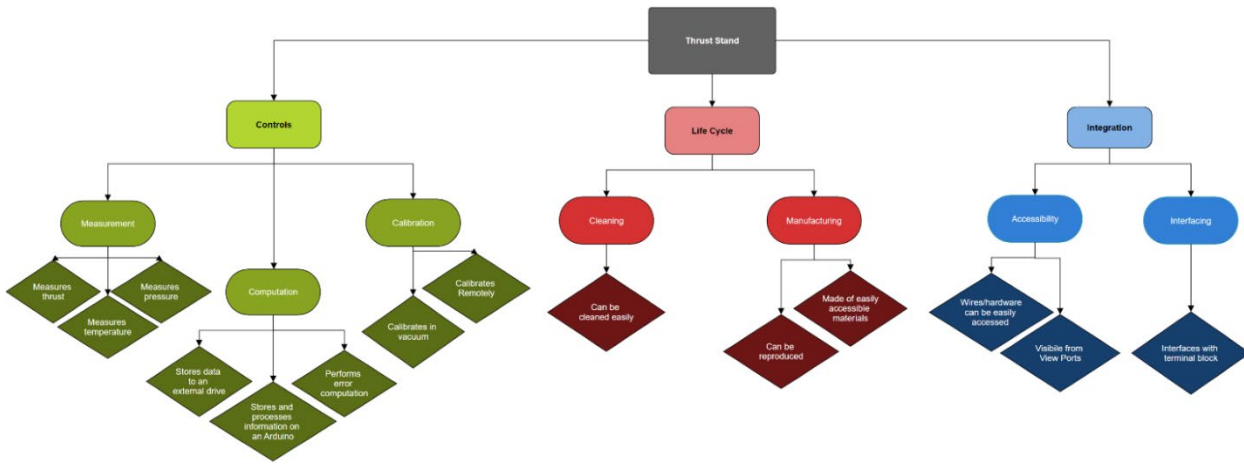 Thrust Stand
Controls
Life Cycle
Integration
Measurement
Calibration
Cleaning
Manufacturing
Accessibility
Interfacing
Measures
thrust
Measures
temperature
Measures
pressure
Computation
Calibrates in
vacuum
Calibrates
Remotely
Can be
cleaned easily
Can be
reproduced
Made of easily
accessible
materials
Wires/hardware
can be easily
accessed
Visibile from
View Ports
Interfaces with
terminal block
Stores data
to an
external drive
Stores and
processes
information on
an Arduino
Performs
error
computation